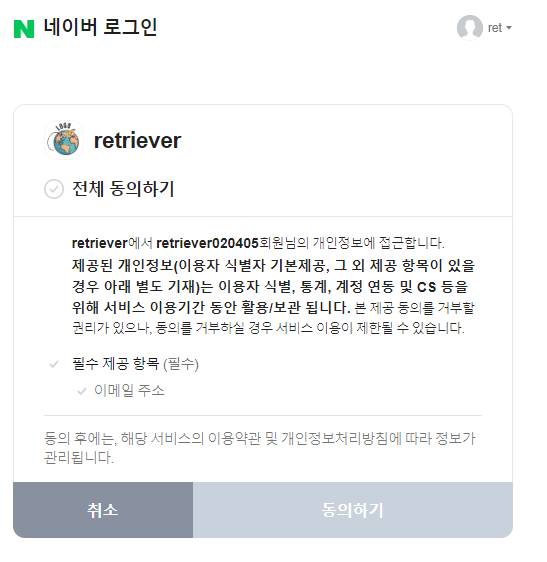 네이버 로그인
ret
LOGO
retriever
전체 동의하기
retriever에서 retriever020405회원님의 개인정보에 접근합니다.
제공된 개인정보(이용자 식별자 기본제공, 그 외 제공 항목이 있을
경우 아래 별도 기재)는 이용자 식별, 통계, 계정 연동 및 CS 등을
위해 서비스 이용기간 동안 활용/보관 됩니다. 본 제공 동의를 거부할
권리가 있으나, 동의를 거부하실 경우 서비스 이용이 제한될 수 있습니다.
필수 제공 항목 (필수)
이메일 주소
동의 후에는, 해당 서비스의 이용약관 및 개인정보처리방침에 따라 정보가
관리됩니다.
취소
동의하기